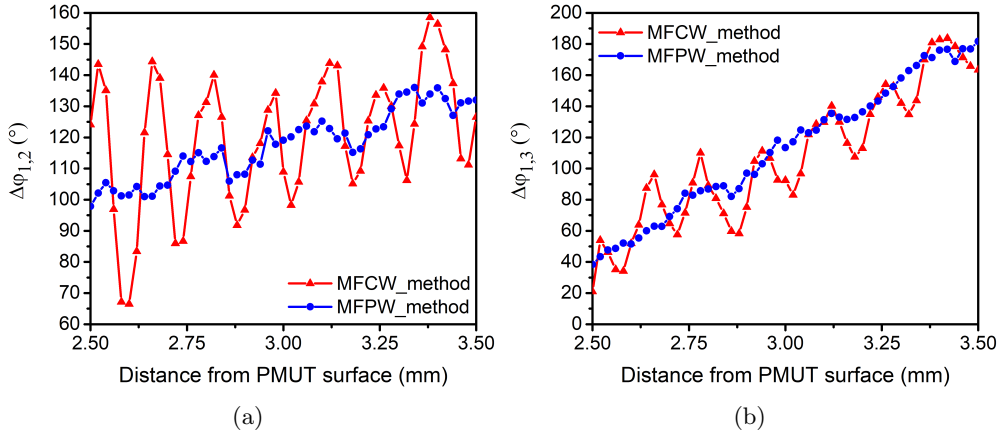 160
150
140
130
120
110
100
90
80
70
60
Δφ1,2 (°)
MFCW_method
MFPW_method
2.50 2.75 3.00 3.25 3.50
Distance from PMUT surface (mm)
(a)
200
180
160
140
120
100
80
60
40
20
0
Δφ1,3 (°)
MFCW_method
MFPW_method
2.50 2.75 3.00 3.25 3.50
Distance from PMUT surface (mm)
(b)